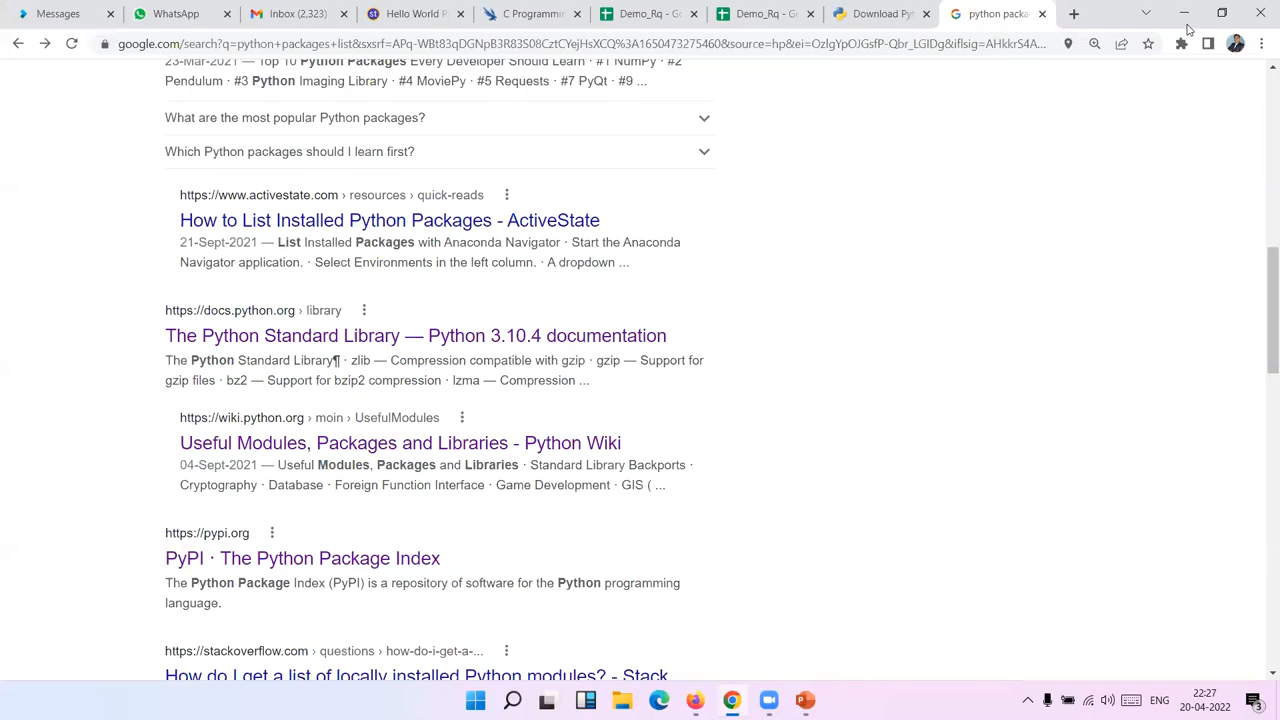 Messages
WhatsApp
Inbox (2,323)
Hello World P
C Programmin
Demo_Rq - Go
Demo_Rq - Go
Download Pyt
python packa
google.com/search?q=python+packages+list&sxsrf=APq-WBt83qDGNpB3R83S08CztCYejHsXCQ%3A1650473275460&source=hp&ei=OzlgYpOJGsfP-Qbr_LGIDg&iflsig=AHkkrS4A...
23-Mar-2021 — Top 10 Python Packages Every Developer Should Learn · #1 NumPy · #2
Pendulum · #3 Python Imaging Library · #4 MoviePy · #5 Requests · #7 PyQt · #9 ...
What are the most popular Python packages?
Which Python packages should I learn first?
https://www.activestate.com › resources › quick-reads
How to List Installed Python Packages - ActiveState
21-Sept-2021 — List Installed Packages with Anaconda Navigator · Start the Anaconda
Navigator application. · Select Environments in the left column. · A dropdown ...
https://docs.python.org › library
The Python Standard Library — Python 3.10.4 documentation
The Python Standard Library¶ · zlib — Compression compatible with gzip · gzip — Support for
gzip files · bz2 — Support for bzip2 compression · lzma — Compression ...
https://wiki.python.org › moin › UsefulModules
Useful Modules, Packages and Libraries - Python Wiki
04-Sept-2021 — Useful Modules, Packages and Libraries · Standard Library Backports ·
Cryptography · Database · Foreign Function Interface · Game Development · GIS ( ...
https://pypi.org
PyPI · The Python Package Index
The Python Package Index (PyPI) is a repository of software for the Python programming
language.
https://stackoverflow.com › questions › how-do-i-get-a-...
How do I get a list of locally installed Python modules? - Stack
ENG
22:27
20-04-2022
3